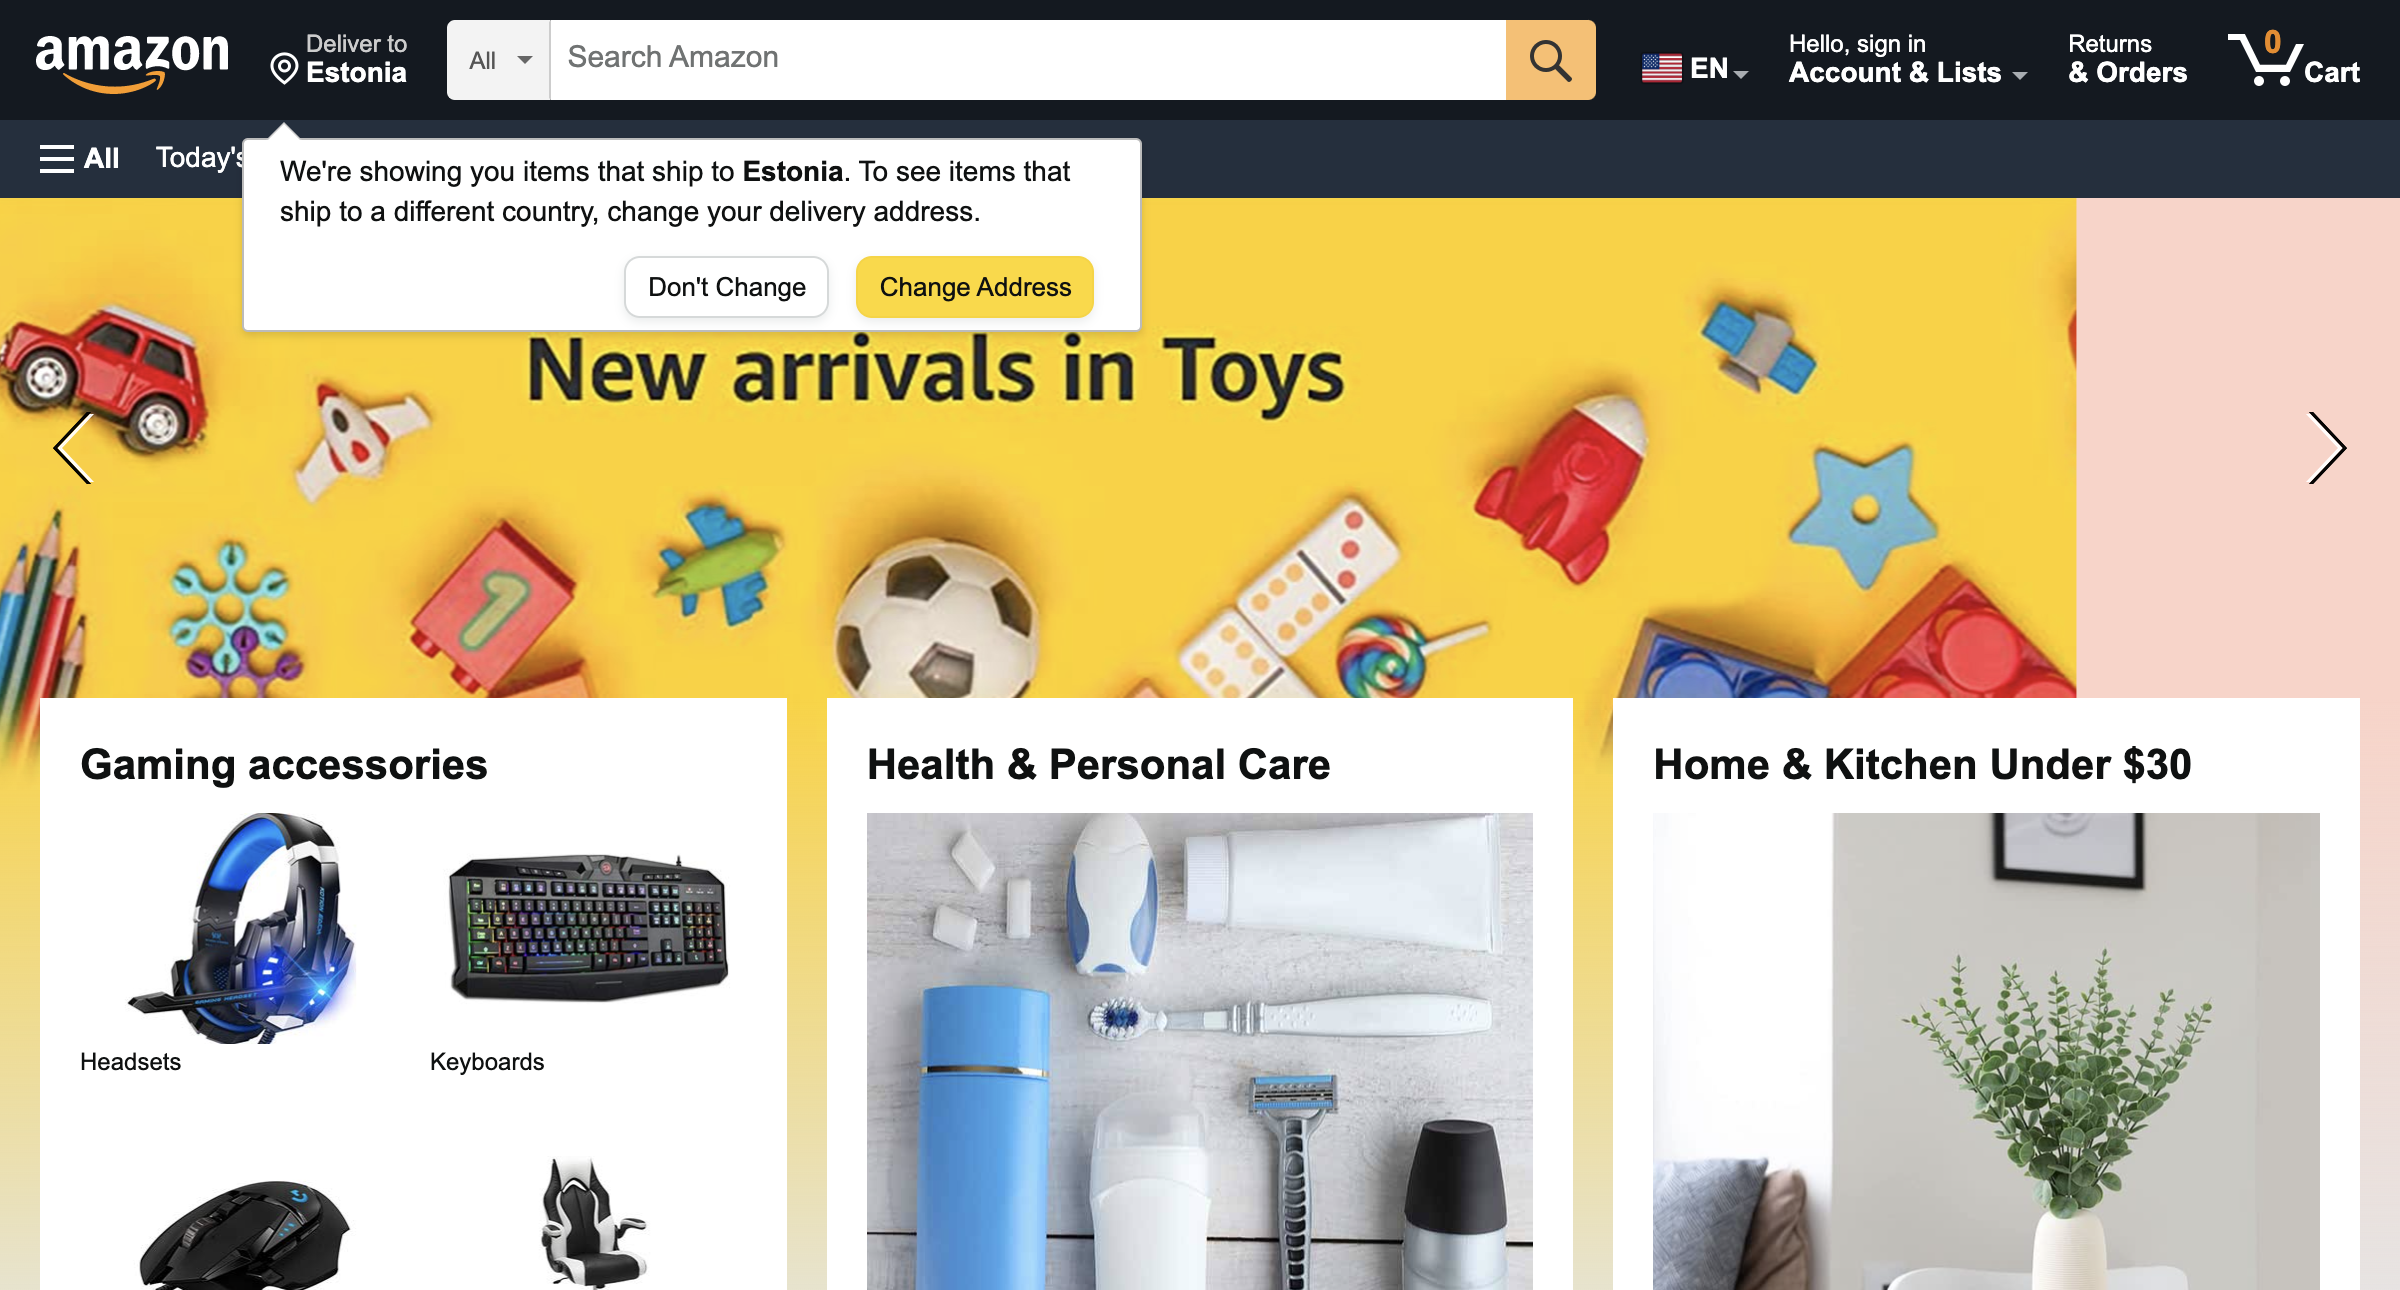 amazon
Deliver to
Estonia
All
Search Amazon
EN
Hello, sign in
Account & Lists
Returns
& Orders
0
Cart
All
Today's
We're showing you items that ship to Estonia. To see items that
ship to a different country, change your delivery address.
Don't Change
Change Address
New arrivals in Toys
1
Gaming accessories
Headsets
Keyboards
Health & Personal Care
Home & Kitchen Under $30